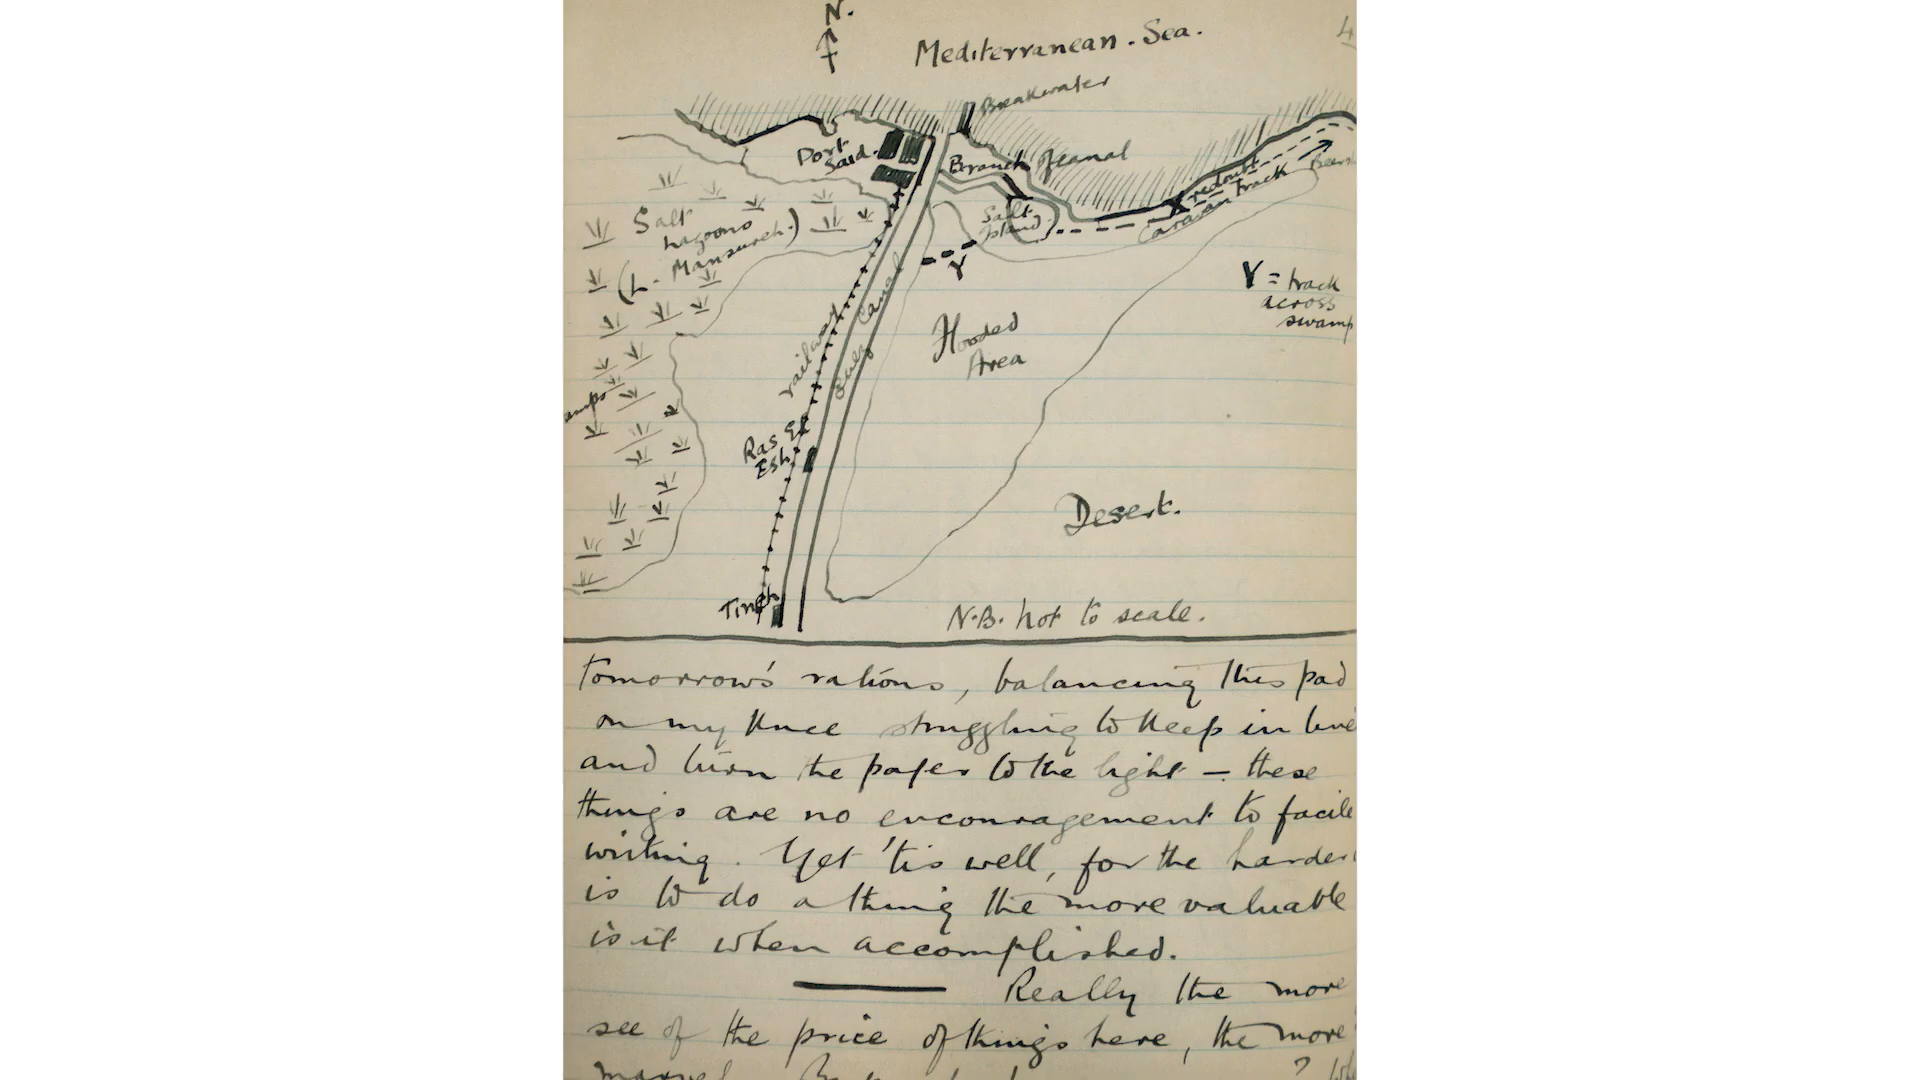 N.
Mediterranean. Sea.
4
Breakwater
Port
Said.
Branch of canal
redoubt
Caravan track
Salt
Island
Salt
Lagoons
(L. Mansureh.)
Y
Y = track
across
swamp
railway
Suez Canal
Flooded
Area
Ras El
Esh
Desert.
Tineh
N.B. not to scale.
tomorrow's rations, balancing this pad
on my knee struggling to keep in line
and turn the paper to the light — these
things are no encouragement to facile
writing. Yet 'tis well, for the harder
is to do a thing the more valuable
is it when accomplished.
Really the more
see of the price of things here, the more